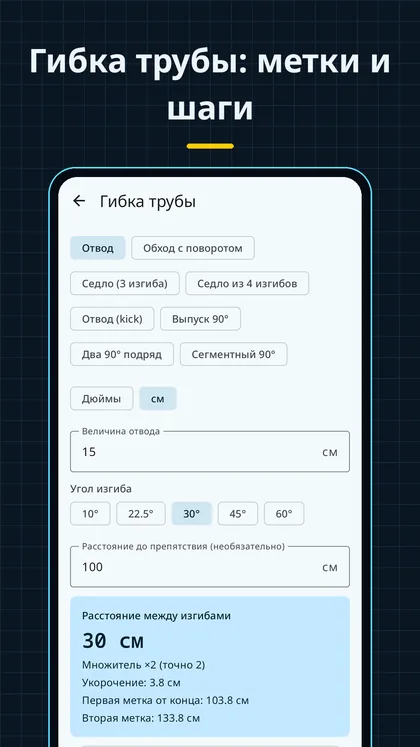 Гибка трубы: метки и
шаги
Гибка трубы
Отвод
Обход с поворотом
Седло (3 изгиба)
Седло из 4 изгибов
Отвод (kick)
Выпуск 90°
Два 90° подряд
Сегментный 90°
Дюймы
см
Величина отвода
15 см
Угол изгиба
10° 22.5° 30° 45° 60°
Расстояние до препятствия (необязательно)
100 см
Расстояние между изгибами
30 см
Множитель ×2 (точно 2)
Укорочение: 3.8 см
Первая метка от конца: 103.8 см
Вторая метка: 133.8 см